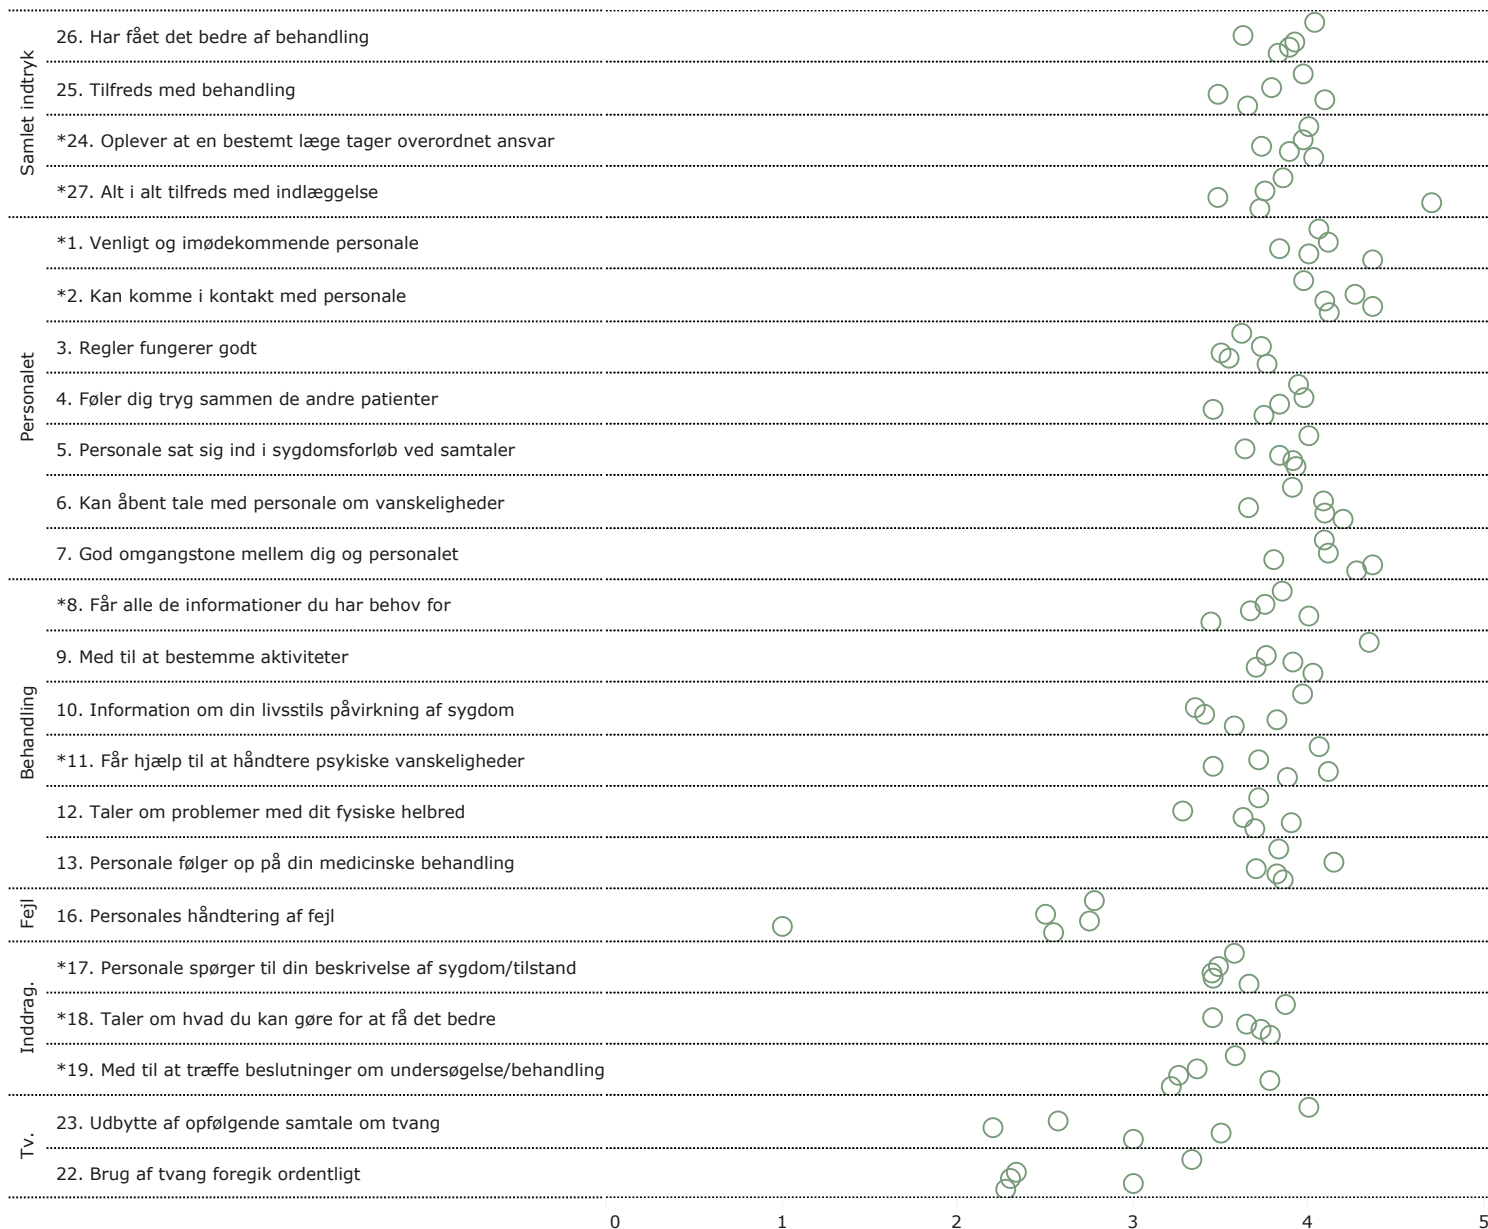 Samlet indtryk
26. Har fået det bedre af behandling
25. Tilfreds med behandling
*24. Oplever at en bestemt læge tager overordnet ansvar
*27. Alt i alt tilfreds med indlæggelse
Personalet
*1. Venligt og imødekommende personale
*2. Kan komme i kontakt med personale
3. Regler fungerer godt
4. Føler dig tryg sammen de andre patienter
5. Personale sat sig ind i sygdomsforløb ved samtaler
6. Kan åbent tale med personale om vanskeligheder
7. God omgangstone mellem dig og personalet
Behandling
*8. Får alle de informationer du har behov for
9. Med til at bestemme aktiviteter
10. Information om din livsstils påvirkning af sygdom
*11. Får hjælp til at håndtere psykiske vanskeligheder
12. Taler om problemer med dit fysiske helbred
13. Personale følger op på din medicinske behandling
Fejl
16. Personales håndtering af fejl
Inddrag.
*17. Personale spørger til din beskrivelse af sygdom/tilstand
*18. Taler om hvad du kan gøre for at få det bedre
*19. Med til at træffe beslutninger om undersøgelse/behandling
Tv.
23. Udbytte af opfølgende samtale om tvang
22. Brug af tvang foregik ordentligt
0 1 2 3 4 5